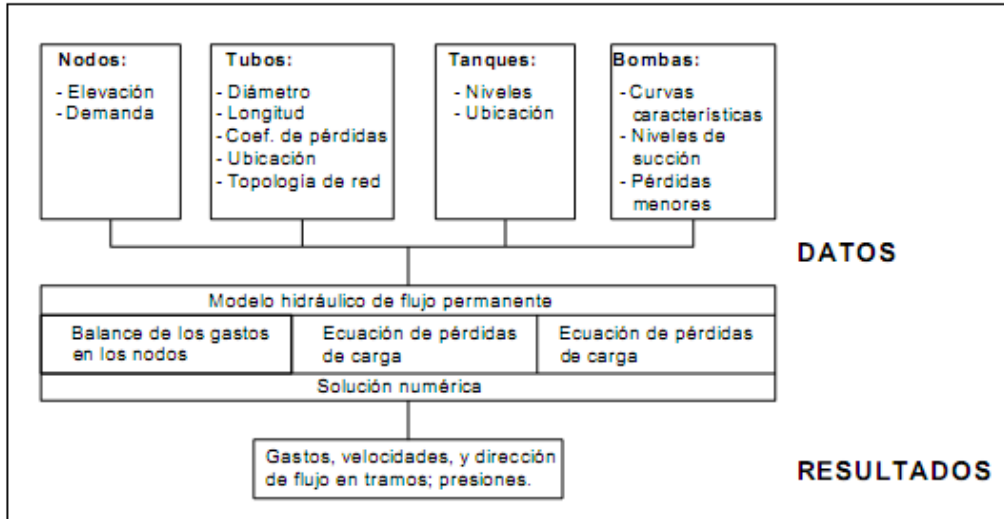 Nodos:
- Elevación
- Demanda
Tubos:
- Diámetro
- Longitud
- Coef. de pérdidas
- Ubicación
- Topología de red
Tanques:
- Niveles
- Ubicación
Bombas:
- Curvas
características
- Niveles de
succión
- Pérdidas
menores
DATOS
Modelo hidráulico de flujo permanente
Balance de los gastos
en los nodos
Ecuación de pérdidas
de carga
Ecuación de pérdidas
de carga
Solución numérica
Gastos, velocidades, y dirección
de flujo en tramos; presiones.
RESULTADOS